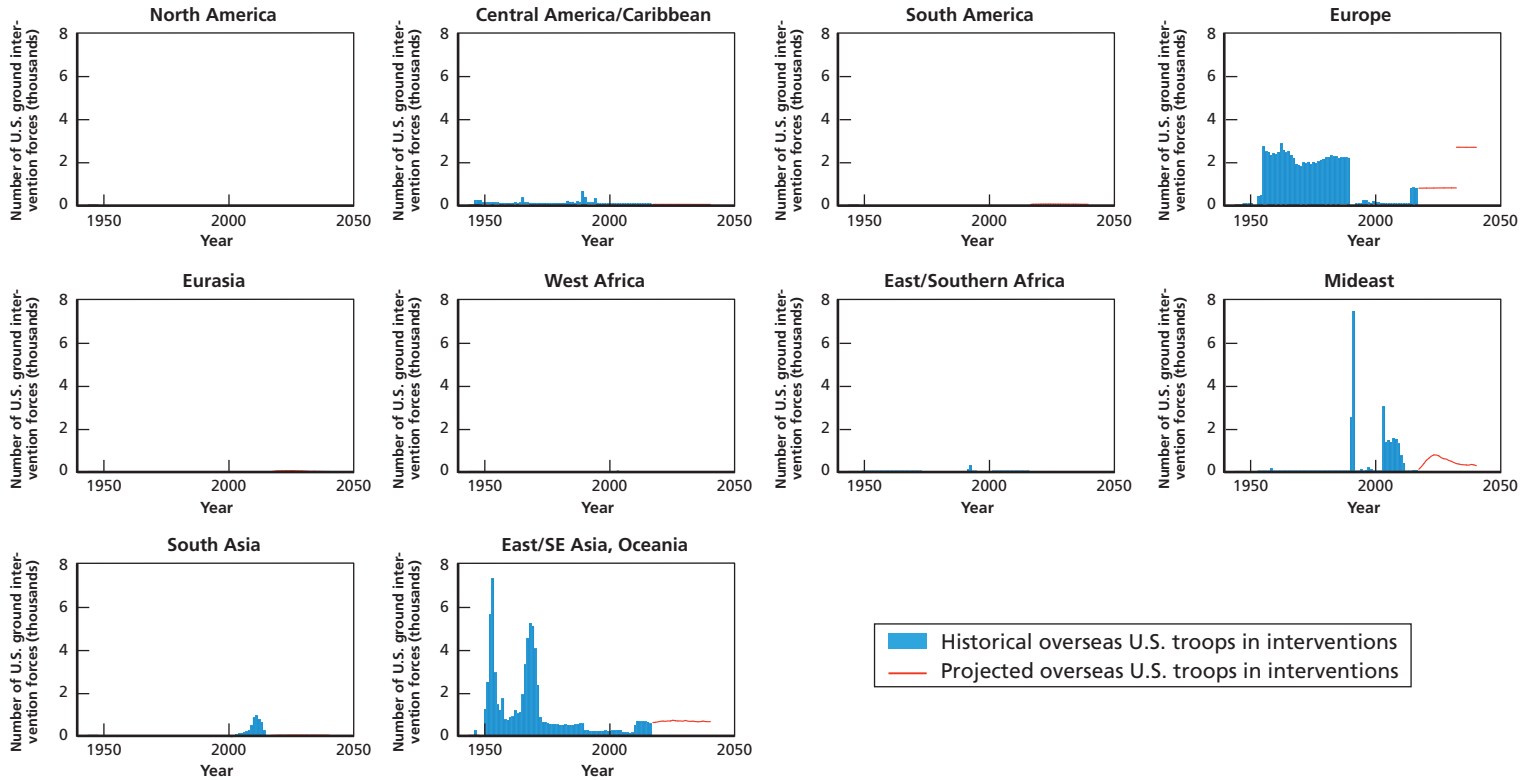 North America
Number of U.S. ground inter-
vention forces (thousands)
8
6
4
2
0
1950 2000 2050
Year
Central America/Caribbean
Number of U.S. ground inter-
vention forces (thousands)
8
6
4
2
0
1950 2000 2050
Year
South America
Number of U.S. ground inter-
vention forces (thousands)
8
6
4
2
0
1950 2000 2050
Year
Europe
Number of U.S. ground inter-
vention forces (thousands)
8
6
4
2
0
1950 2000 2050
Year
Eurasia
Number of U.S. ground inter-
vention forces (thousands)
8
6
4
2
0
1950 2000 2050
Year
West Africa
Number of U.S. ground inter-
vention forces (thousands)
8
6
4
2
0
1950 2000 2050
Year
East/Southern Africa
Number of U.S. ground inter-
vention forces (thousands)
8
6
4
2
0
1950 2000 2050
Year
Mideast
Number of U.S. ground inter-
vention forces (thousands)
8
6
4
2
0
1950 2000 2050
Year
South Asia
Number of U.S. ground inter-
vention forces (thousands)
8
6
4
2
0
1950 2000 2050
Year
East/SE Asia, Oceania
Number of U.S. ground inter-
vention forces (thousands)
8
6
4
2
0
1950 2000 2050
Year
Historical overseas U.S. troops in interventions
Projected overseas U.S. troops in interventions